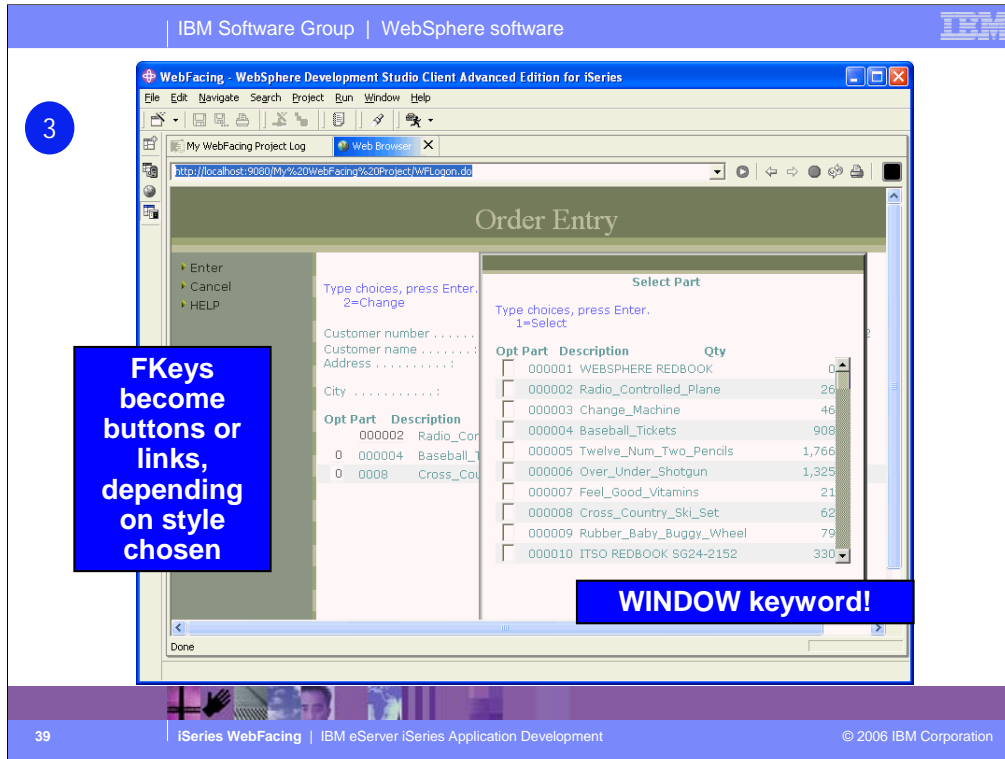 IBM Software Group | WebSphere software
IBM
3
WebFacing - WebSphere Development Studio Client Advanced Edition for iSeries
File Edit Navigate Search Project Run Window Help
My WebFacing Project Log
Web Browser
http://localhost:9080/My%20WebFacing%20Project/WFLogon.do
Order Entry
Enter
Cancel
HELP
Type choices, press Enter.
2=Change
Customer number . . . . . .
Customer name . . . . . . . :
Address . . . . . . . . . . :
City . . . . . . . . . . . :
Opt Part Description
000002 Radio_Cor
0 000004 Baseball_T
0 0008 Cross_Cou
Select Part
Type choices, press Enter.
1=Select
Opt Part Description Qty
000001 WEBSPHERE REDBOOK 0
000002 Radio_Controlled_Plane 26
000003 Change_Machine 46
000004 Baseball_Tickets 908
000005 Twelve_Num_Two_Pencils 1,766
000006 Over_Under_Shotgun 1,325
000007 Feel_Good_Vitamins 21
000008 Cross_Country_Ski_Set 62
000009 Rubber_Baby_Buggy_Wheel 79
000010 ITSO REDBOOK SG24-2152 330
FKeys
become
buttons or
links,
depending
on style
chosen
WINDOW keyword!
Done
39
iSeries WebFacing | IBM eServer iSeries Application Development
© 2006 IBM Corporation